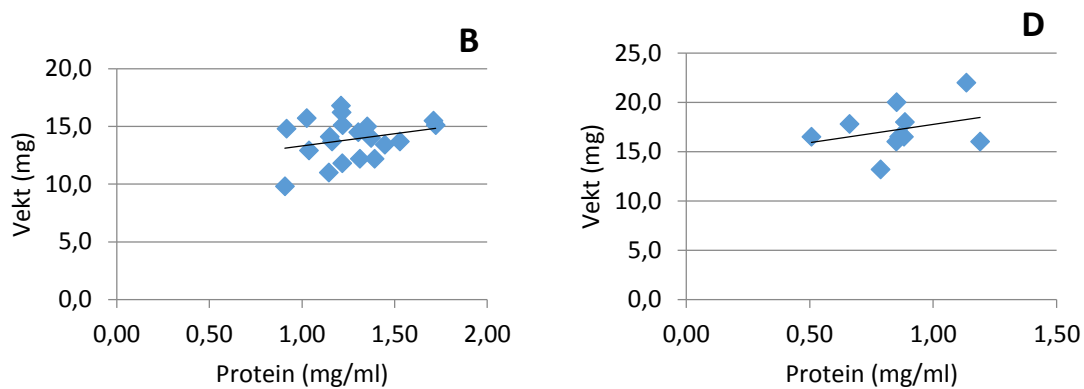 B
20,0
15,0
10,0
5,0
0,0
0,00 0,50 1,00 1,50 2,00
Vekt (mg)
Protein (mg/ml)
D
25,0
20,0
15,0
10,0
5,0
0,0
0,00 0,50 1,00 1,50
Vekt (mg)
Protein (mg/ml)